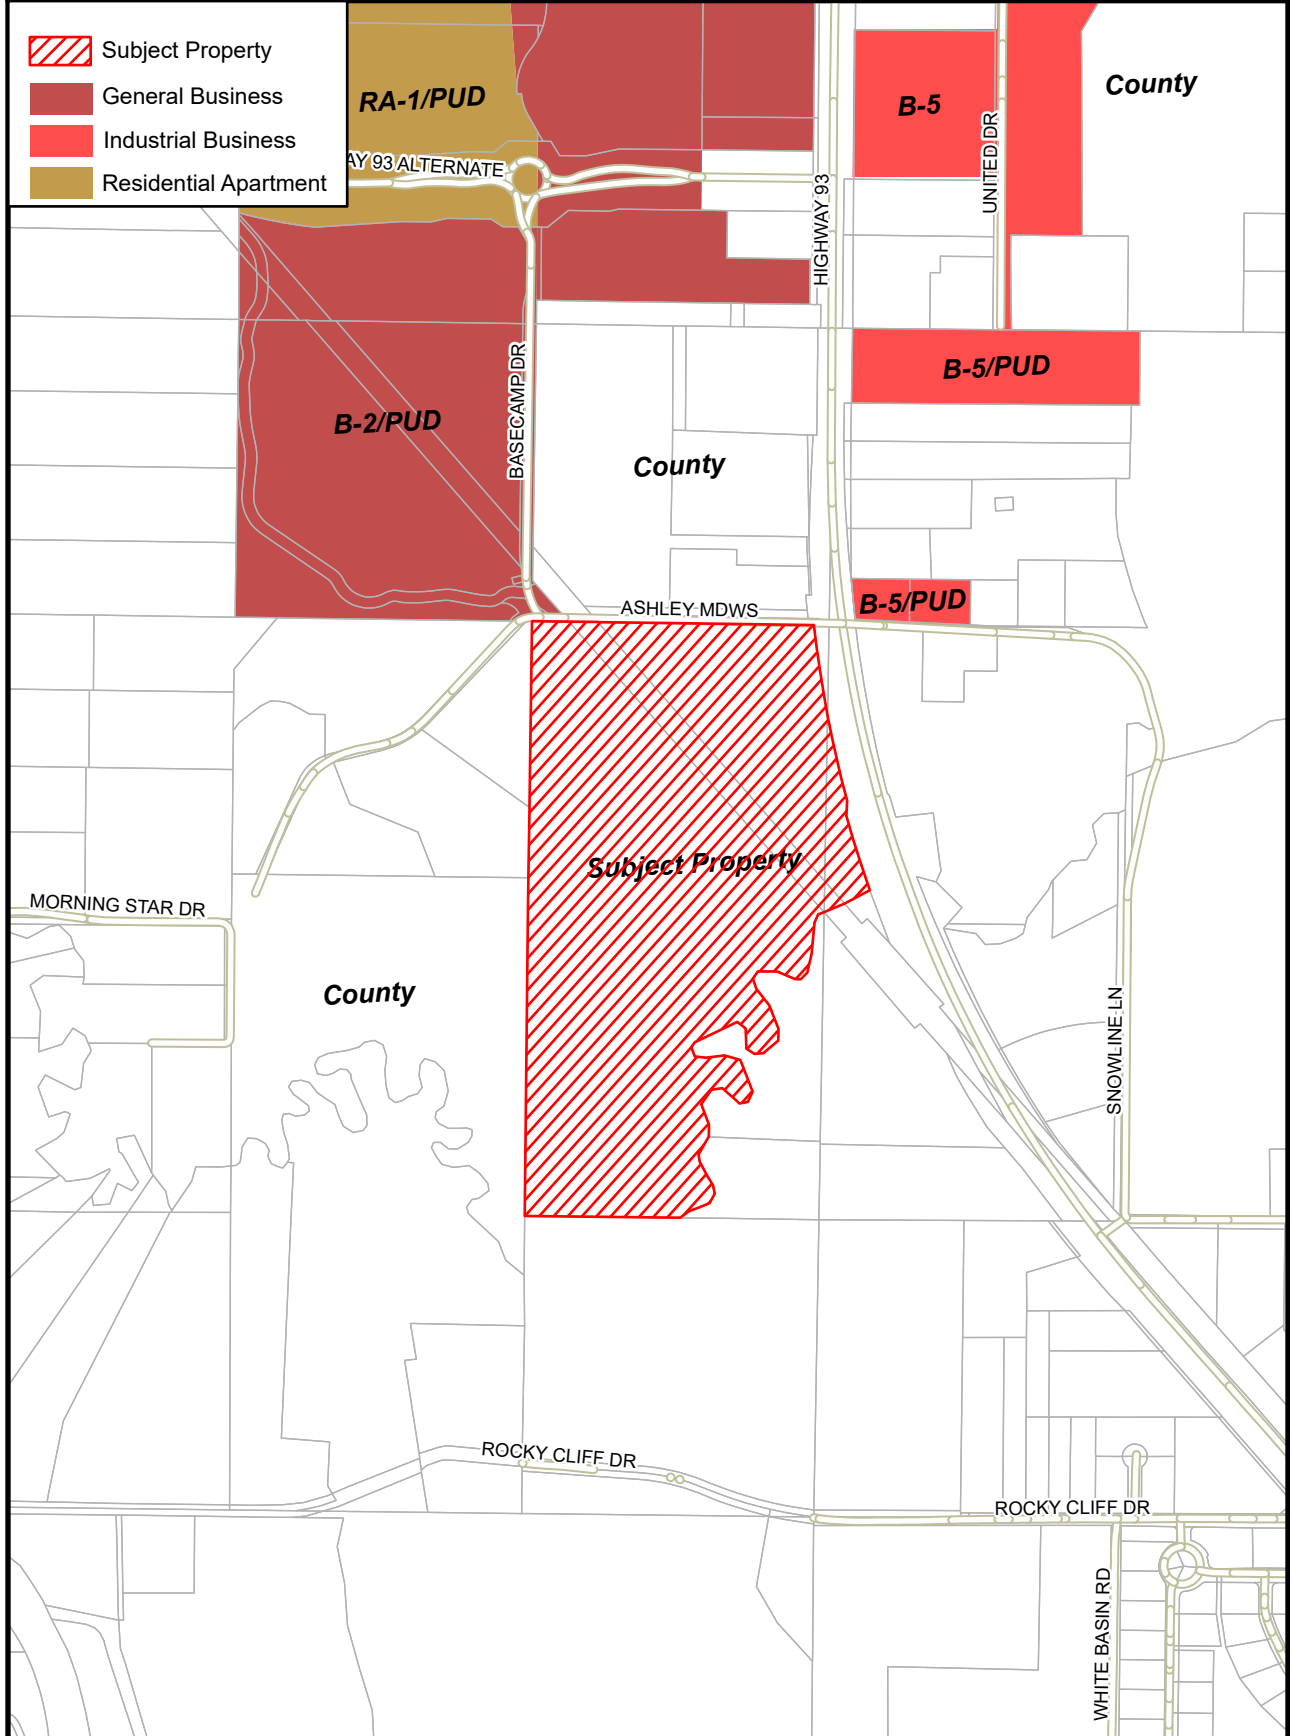 Subject Property
General Business
Industrial Business
Residential Apartment
RA-1/PUD
AY 93 ALTERNATE
B-5
County
UNITED DR
HIGHWAY 93
B-5/PUD
BASECAMP DR
B-2/PUD
County
B-5/PUD
ASHLEY MDWS
Subject Property
MORNING STAR DR
County
SNOWLINE LN
ROCKY CLIFF DR
ROCKY CLIFF DR
WHITE BASIN RD